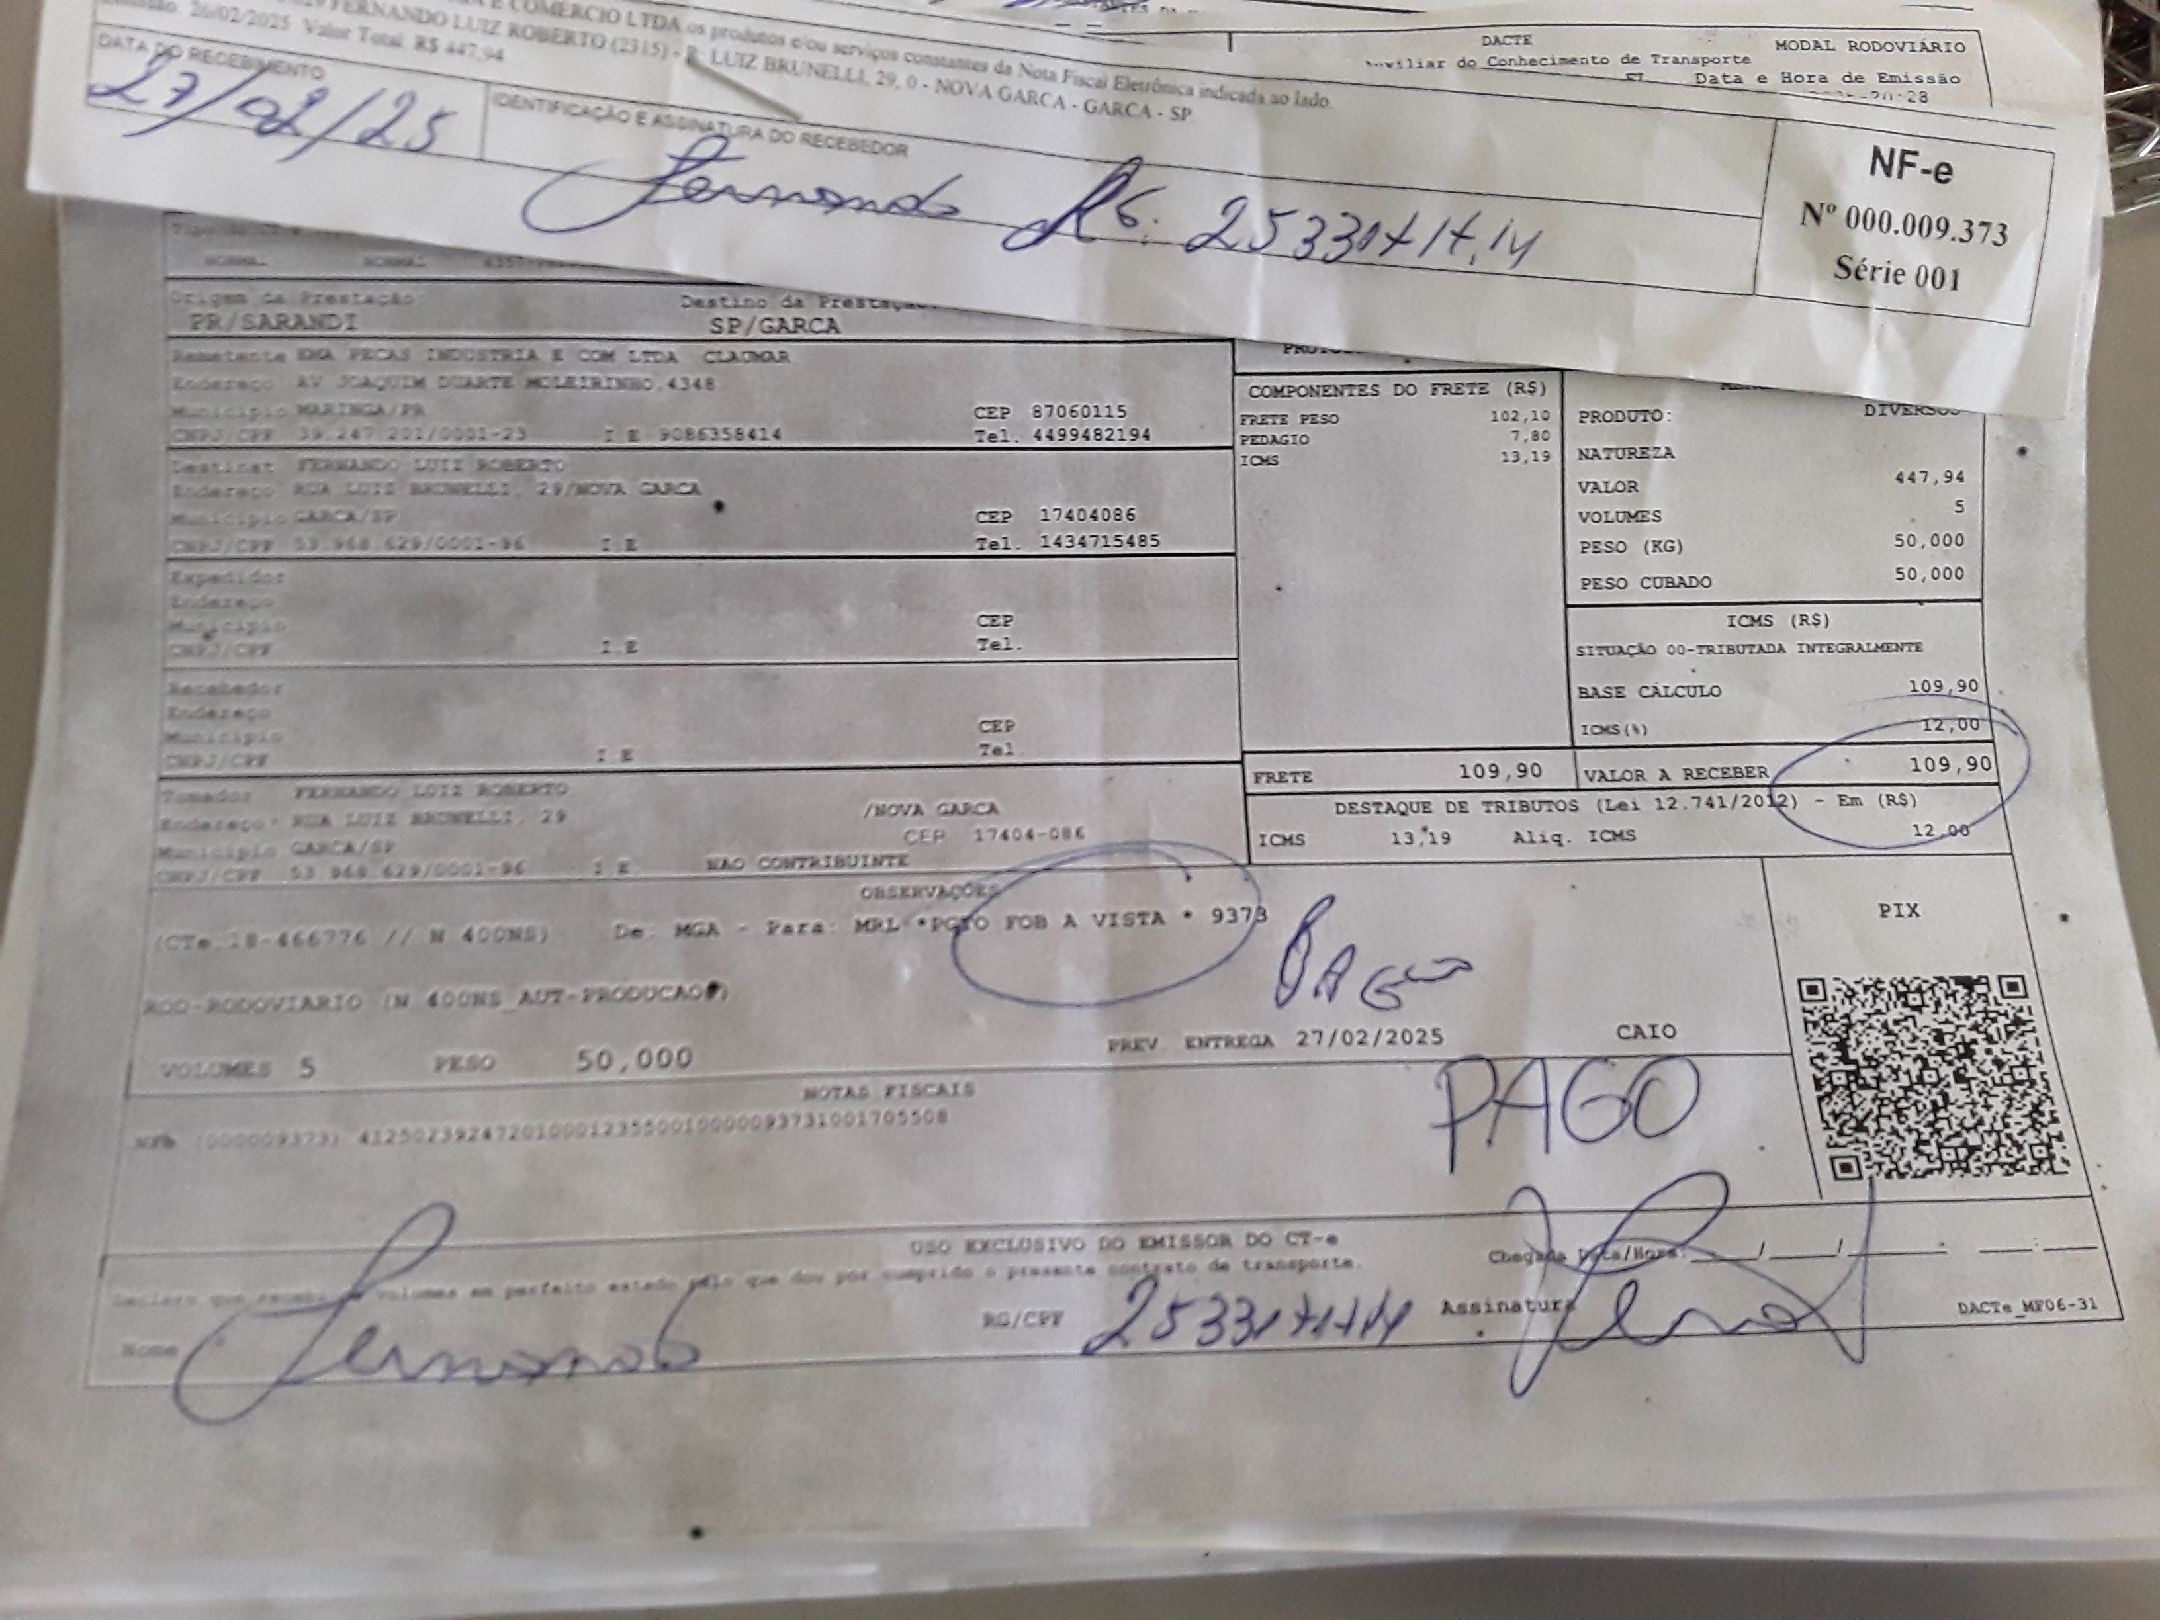 E COMERCIO LTDA os produtos e/ou serviços constantes da Nota Fiscal Eletrônica indicada ao lado.
26/02/2025 Valor Total R$ 447,94
FERNANDO LUIZ ROBERTO (2315) - R. LUIZ BRUNELLI, 29, 0 - NOVA GARCA - GARCA - SP
DATA DO RECEBIMENTO
27/02/25
IDENTIFICAÇÃO E ASSINATURA DO RECEBEDOR
Fernando RG.
NF-e
Nº 000.009.373
Série 001
DACTE
MODAL RODOVIÁRIO
do Conhecimento de Transporte
Data e Hora de Emissão
NORMAL NORMAL
Origem da Prestação:
PR/SARANDI
Destino da Prestação:
SP/GARCA
Remetente KMA PECAS INDUSTRIA E COM LTDA CLAUMAR
Endereço AV JOAQUIM DUARTE MOLEIRINHO,4348
Município MARINGA/PR CEP 87060115
CNPJ/CPF 39.247.201/0001-23 I E 9086358414 Tel. 4499482194
Destinat FERNANDO LUIZ ROBERTO
Endereço RUA LUIZ BRUNELLI, 29/NOVA GARCA
Município GARCA/SP CEP 17404086
CNPJ/CPF 53 968 629/0001-96 I E Tel. 1434715485
Expedidor
Endereço
Município CEP
CNPJ/CPF I E Tel.
Recebedor
Endereço
Município CEP
CNPJ/CPF I E Tel.
Tomador FERNANDO LUIZ ROBERTO
Endereço RUA LUIZ BRUNELLI, 29 /NOVA GARCA
Município GARCA/SP CEP 17404-086
CNPJ/CPF 53 968 629/0001-96 I E NAO CONTRIBUINTE
COMPONENTES DO FRETE (R$)
FRETE PESO 102,10
PEDAGIO 7,80
ICMS 13,19
PRODUTO: DIVERSOS
NATUREZA
VALOR 447,94
VOLUMES 5
PESO (KG) 50,000
PESO CUBADO 50,000
ICMS (R$)
SITUAÇÃO 00-TRIBUTADA INTEGRALMENTE
BASE CÁLCULO 109,90
ICMS(%) 12,00
FRETE 109,90 VALOR A RECEBER 109,90
DESTAQUE DE TRIBUTOS (Lei 12.741/2012) - Em (R$)
ICMS 13,19 Aliq. ICMS 12,00
OBSERVAÇÕES
(CTe:18-466776 // N 400NS) De: MGA - Para: MRL *PGTO FOB A VISTA * 9373
Pago
ROD-RODOVIARIO (N 400NS_AUT-PRODUCAO#)
VOLUMES 5 PESO 50,000
PREV. ENTREGA 27/02/2025 CAIO
PIX
NOTAS FISCAIS
NFe (000009373) 41250239247201000123550010000093731001705508
PAGO
USO EXCLUSIVO DO EMISSOR DO CT-e
Chegada Data/Hora: / /
Declaro que recebi volumes em perfeito estado pelo que dou por cumprido o presente contrato de transporte.
Nome Fernando RG/CPF Assinatura
DACTe_MF06-31